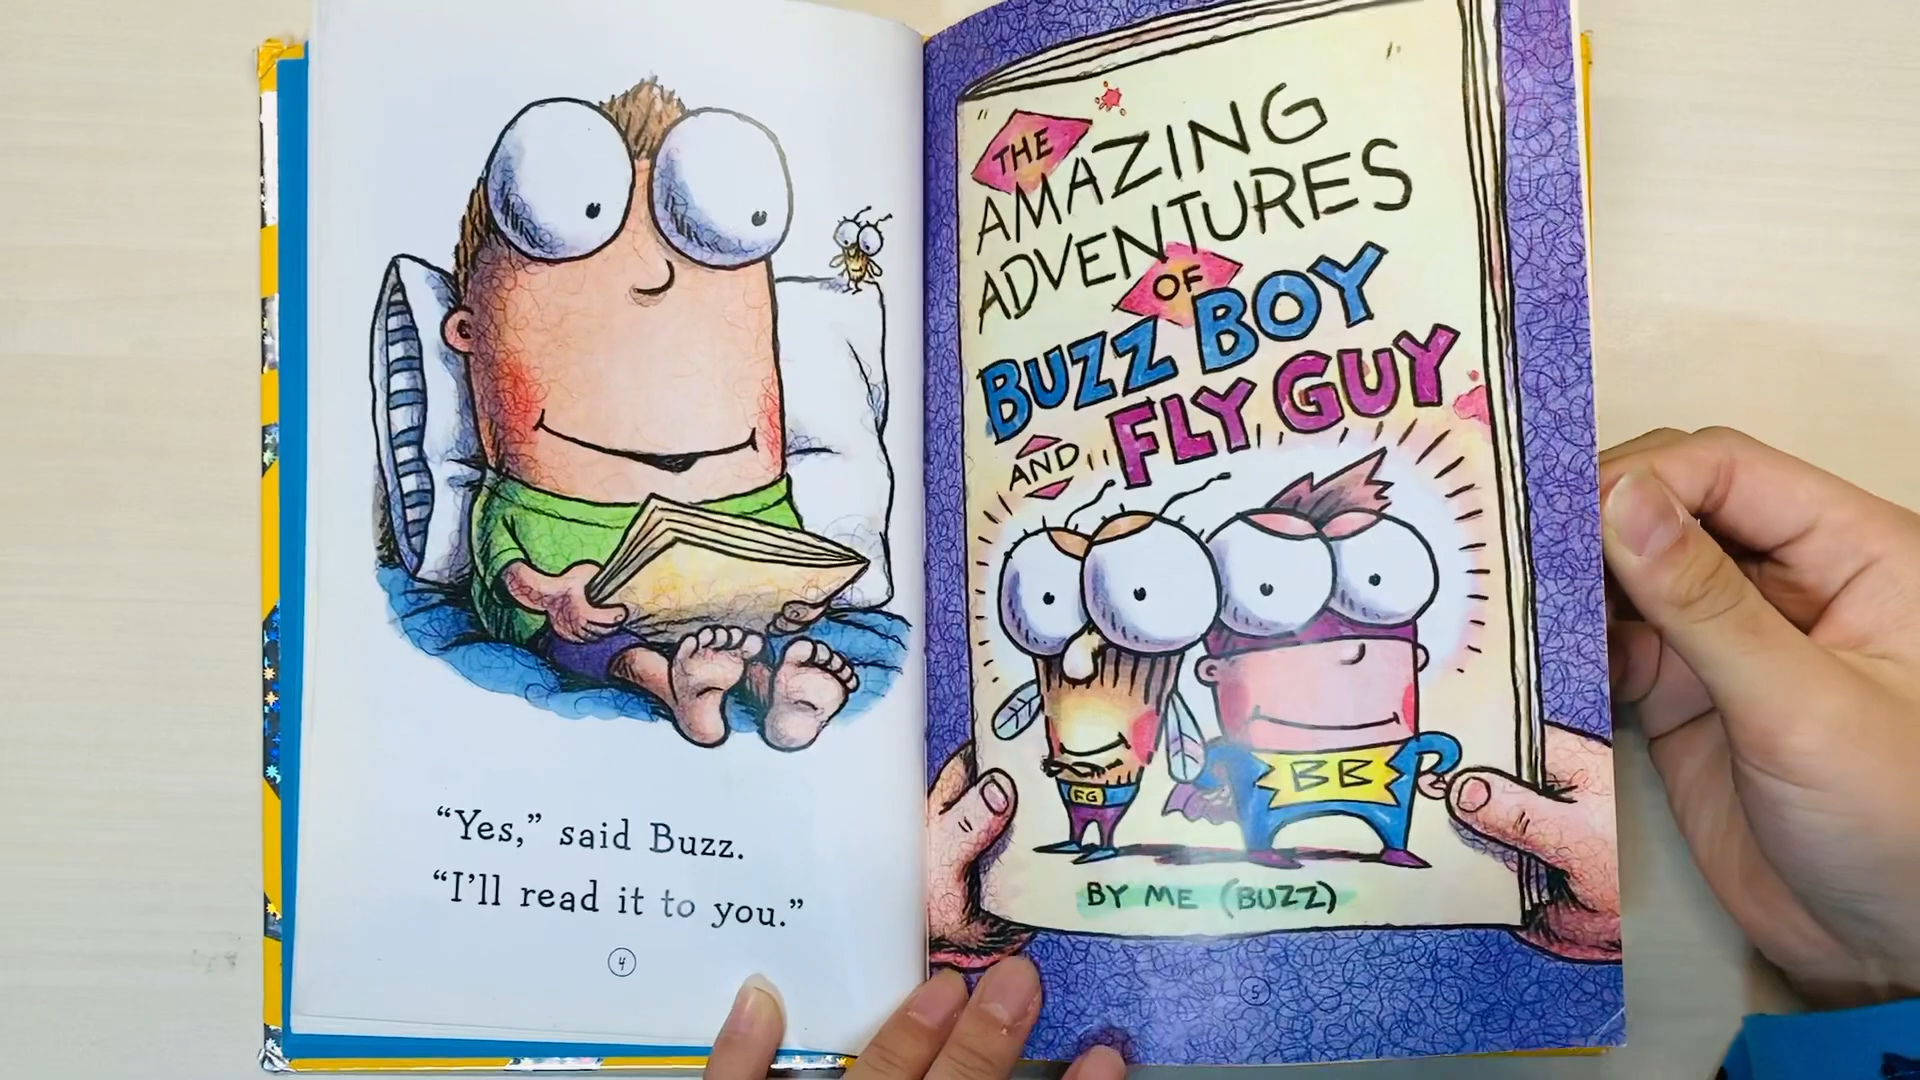 “Yes,” said Buzz.
“I’ll read it to you.”
4
THE
AMAZING
ADVENTURES
OF
BUZZ BOY
AND FLY GUY
FG
BB
BY ME (BUZZ)
5